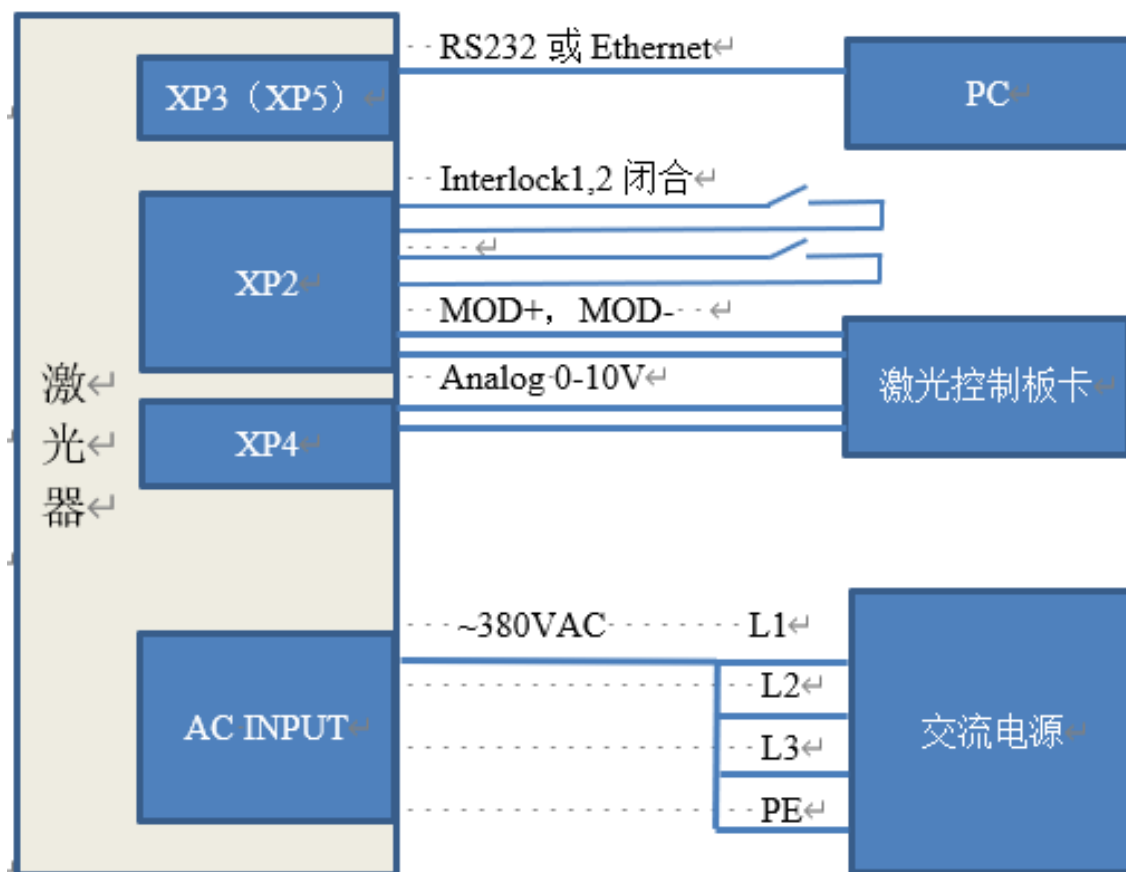 RS232 或 Ethernet
XP3（XP5）
PC
Interlock1,2 闭合
XP2
MOD+，MOD-
Analog 0-10V
激光控制板卡
激
光
器
XP4
~380VAC L1
L2
AC INPUT
交流电源
L3
PE